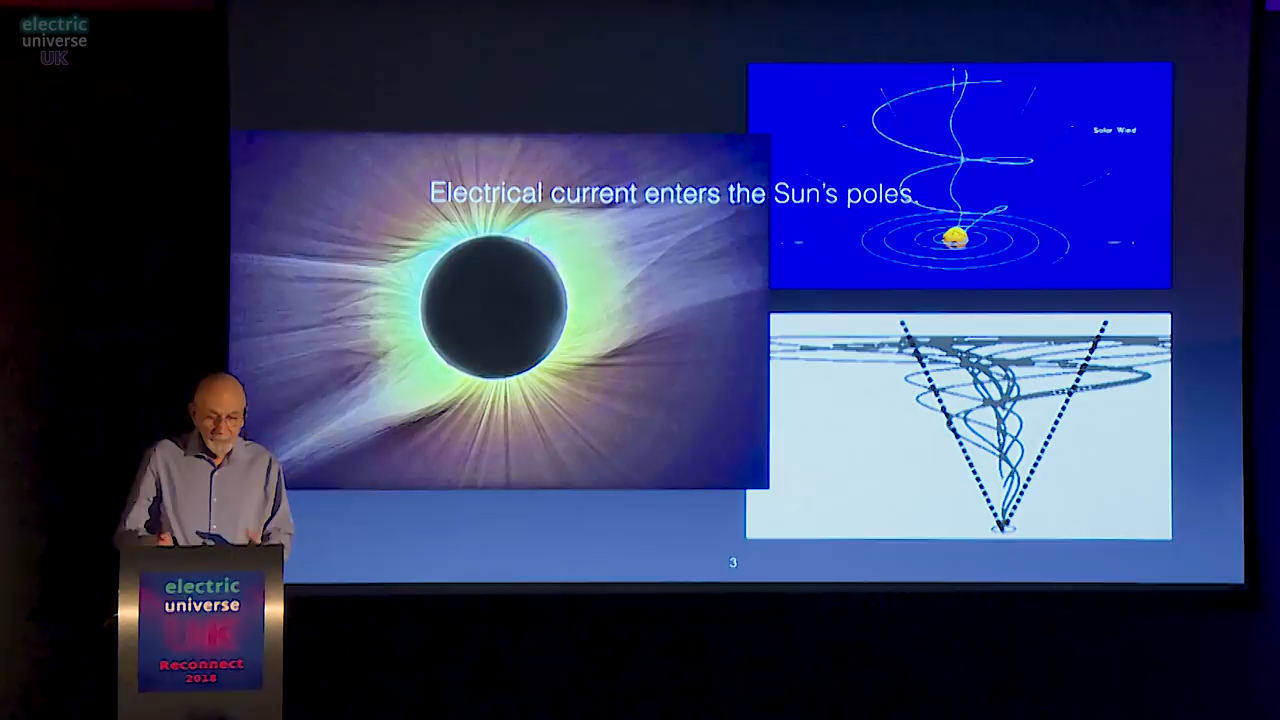 electric
universe
UK
Solar Wind
Electrical current enters the Sun's poles.
3
electric
universe
UK
Reconnect
2018